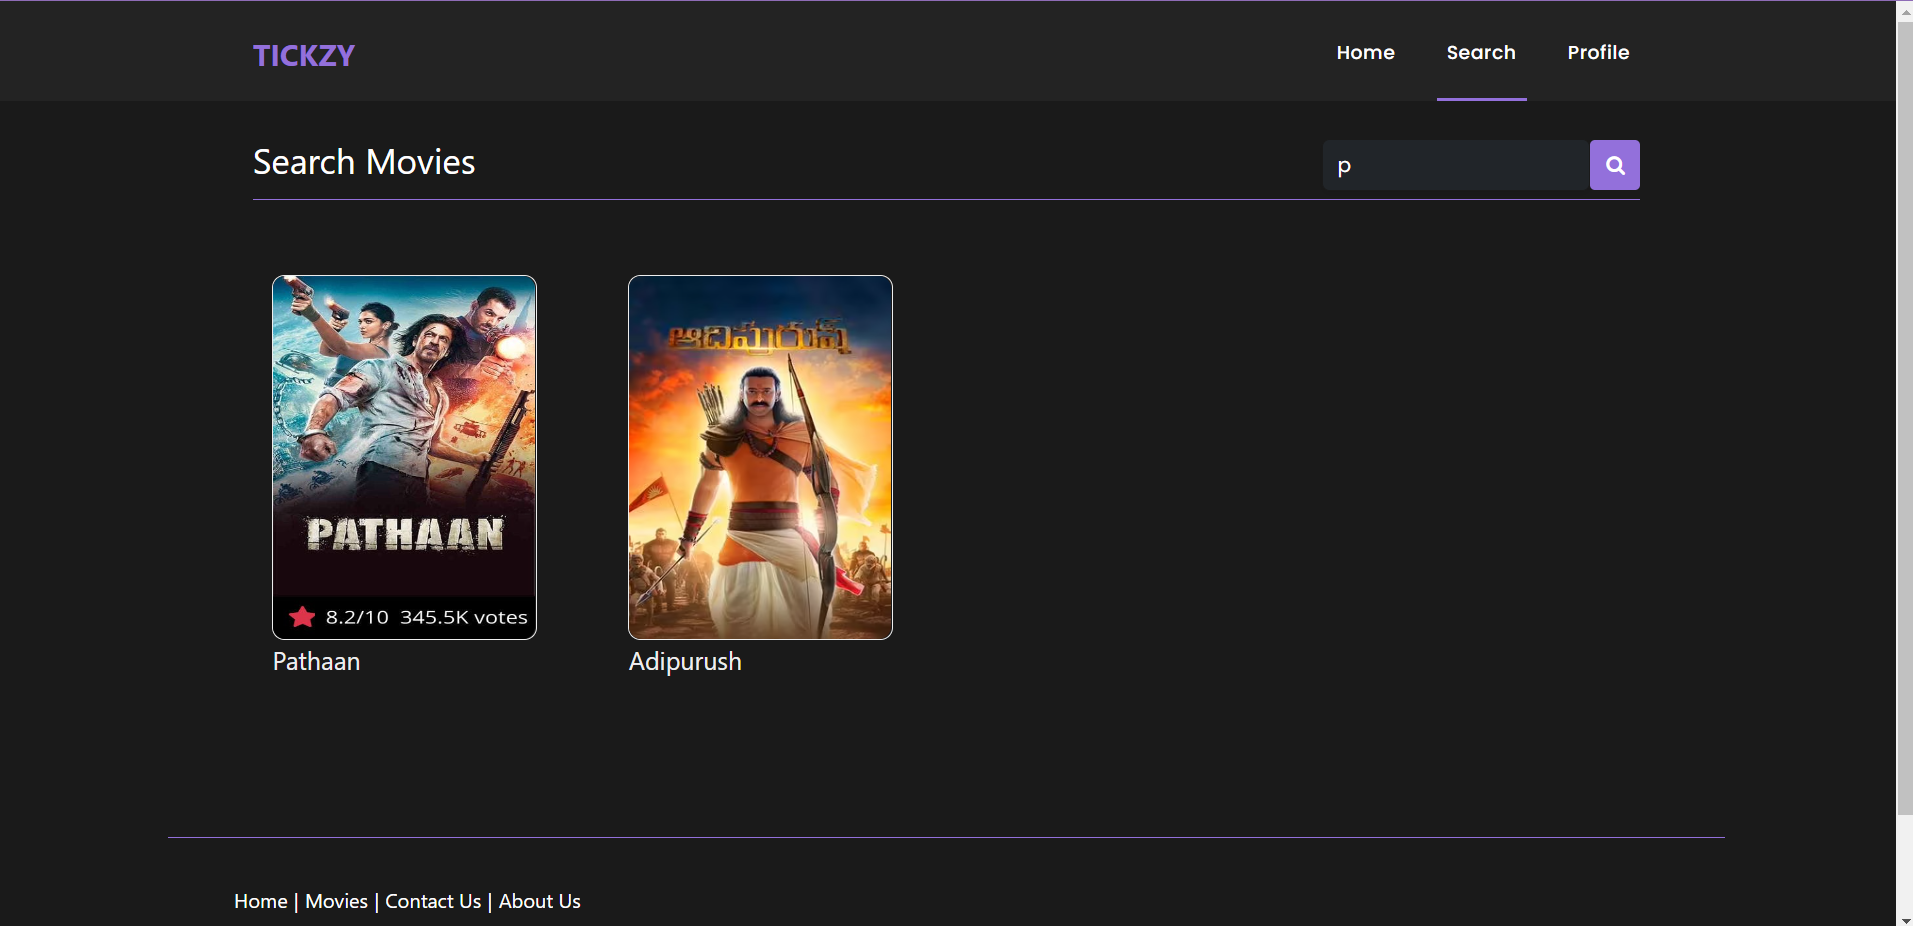 TICKZY
Home Search Profile
Search Movies
p
PATHAAN
8.2/10 345.5K votes
Pathaan
ఆదిపురుష్
Adipurush
Home | Movies | Contact Us | About Us